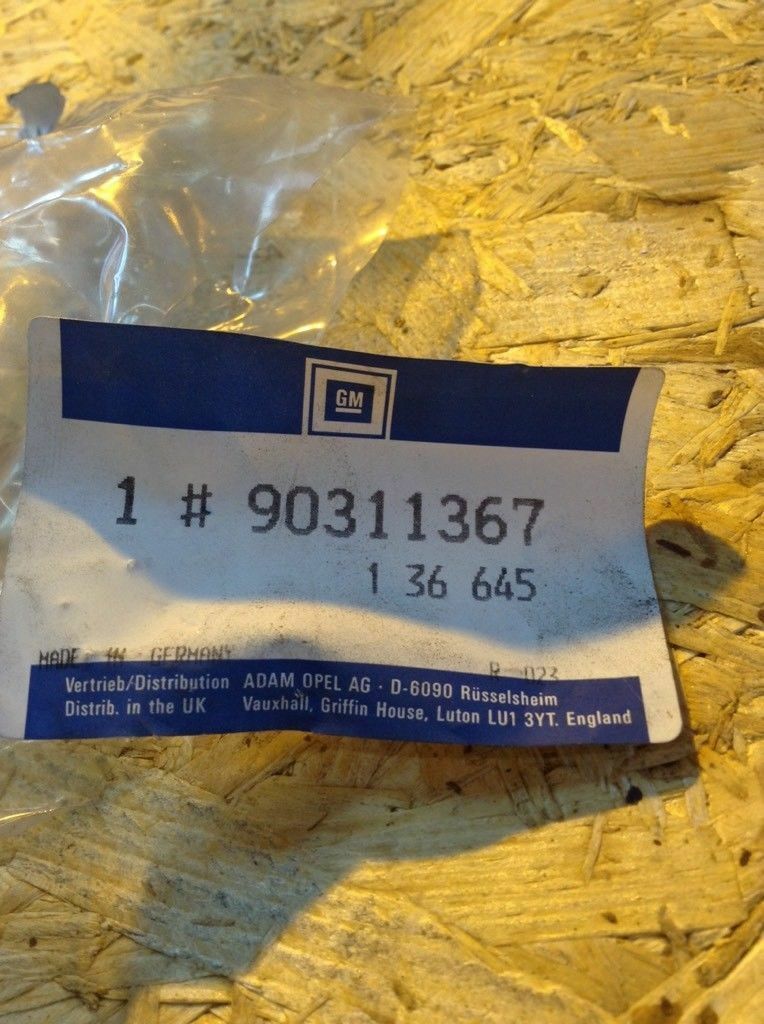 GM
1 # 90311367
1 36 645
MADE IN GERMANY
R 023
Vertrieb/Distribution ADAM OPEL AG · D-6090 Rüsselsheim
Distrib. in the UK Vauxhall, Griffin House, Luton LU1 3YT. England